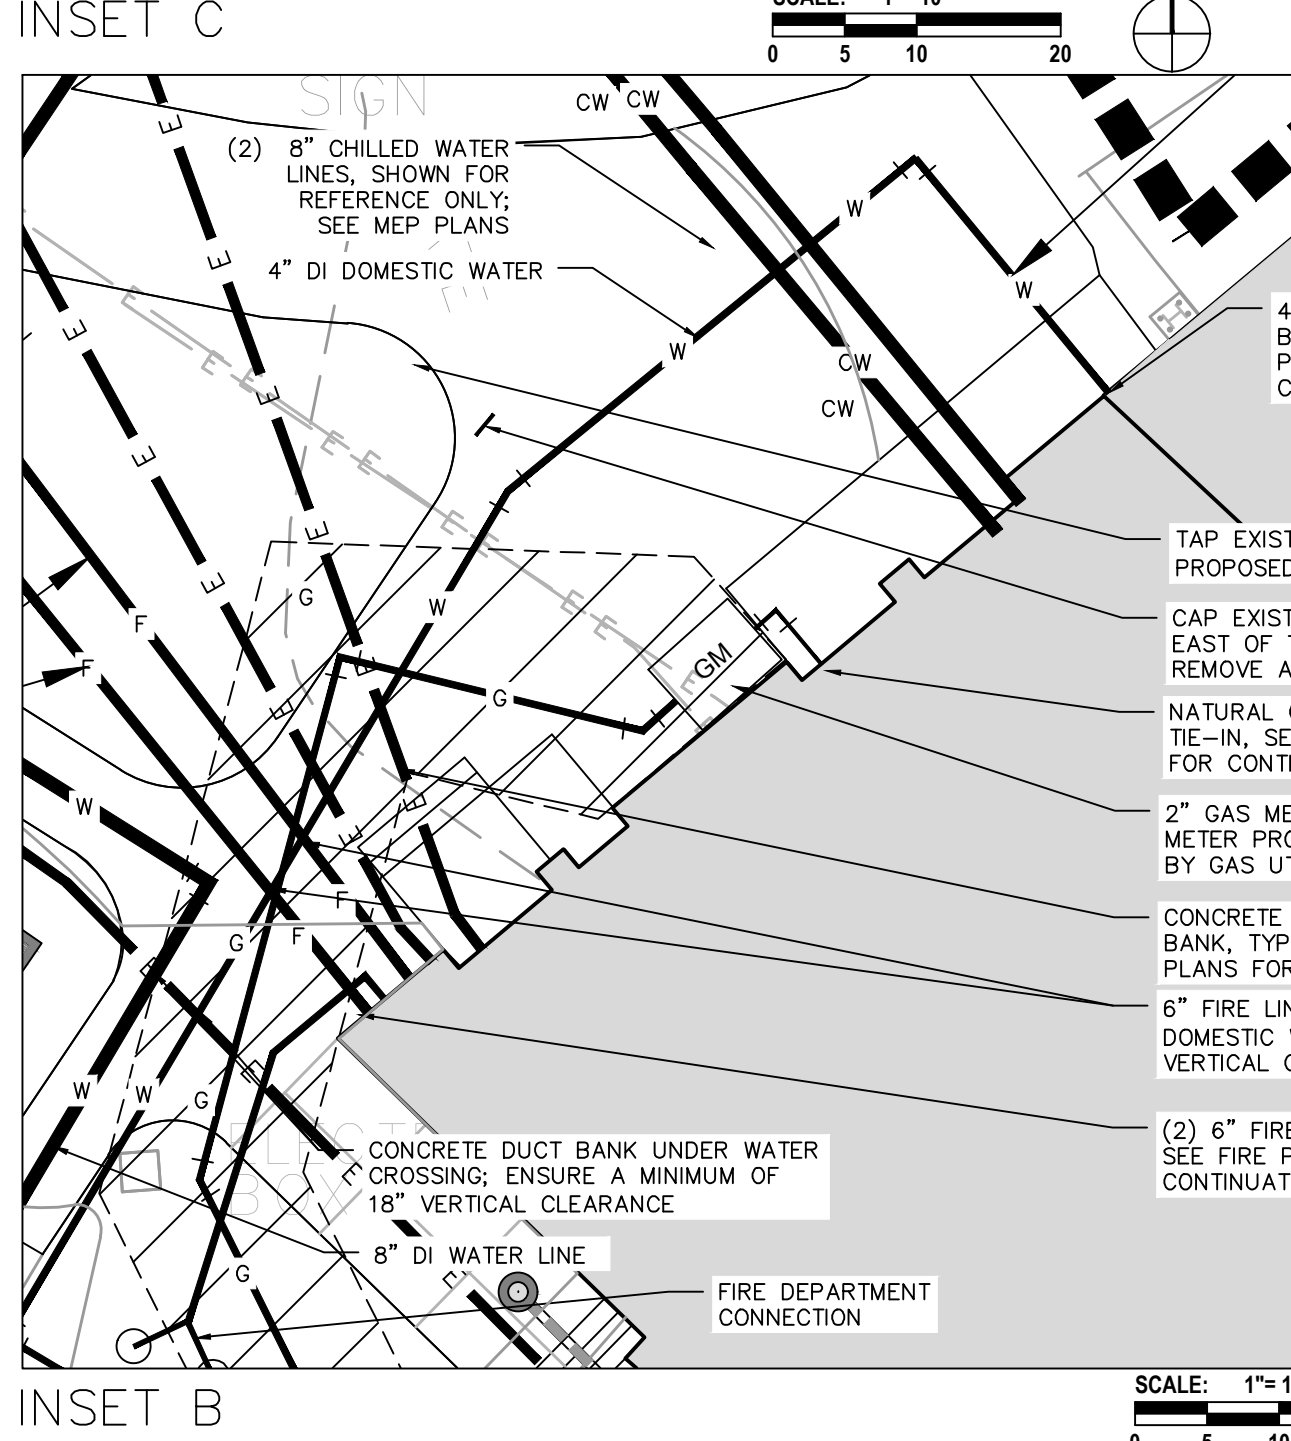 INSET C
0 5 10 20
SIGN
CW CW
(2) 8” CHILLED WATER
LINES, SHOWN FOR
REFERENCE ONLY;
SEE MEP PLANS
4” DI DOMESTIC WATER
W
W
W
CW
CW
E
E
E
E
E
E
E
G
F
F
W
G
GM
W
F
F
G
W
W
G
G
TAP EXIST
PROPOSED
CAP EXIST
EAST OF
REMOVE A
NATURAL
TIE-IN, SE
FOR CONT
2” GAS ME
METER PRO
BY GAS UT
CONCRETE
BANK, TYP
PLANS FOR
6” FIRE LIN
DOMESTIC
VERTICAL
(2) 6” FIRE
SEE FIRE P
CONTINUAT
ELECT
BOX
CONCRETE DUCT BANK UNDER WATER
CROSSING; ENSURE A MINIMUM OF
18” VERTICAL CLEARANCE
8” DI WATER LINE
FIRE DEPARTMENT
CONNECTION
INSET B
SCALE: 1"= 1
0 5 10